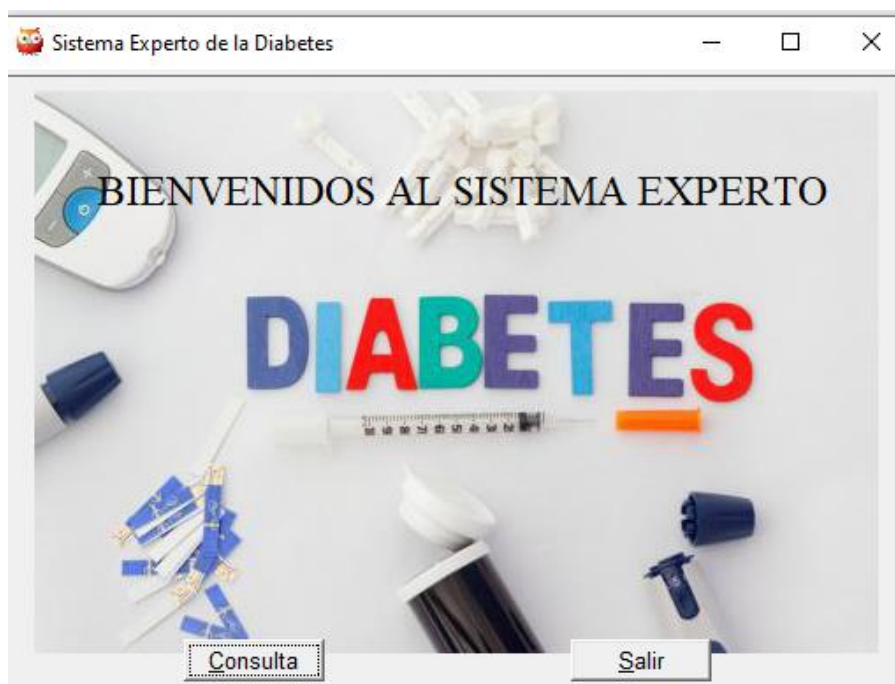 Sistema Experto de la Diabetes
BIENVENIDOS AL SISTEMA EXPERTO
DIABETES
Consulta
Salir